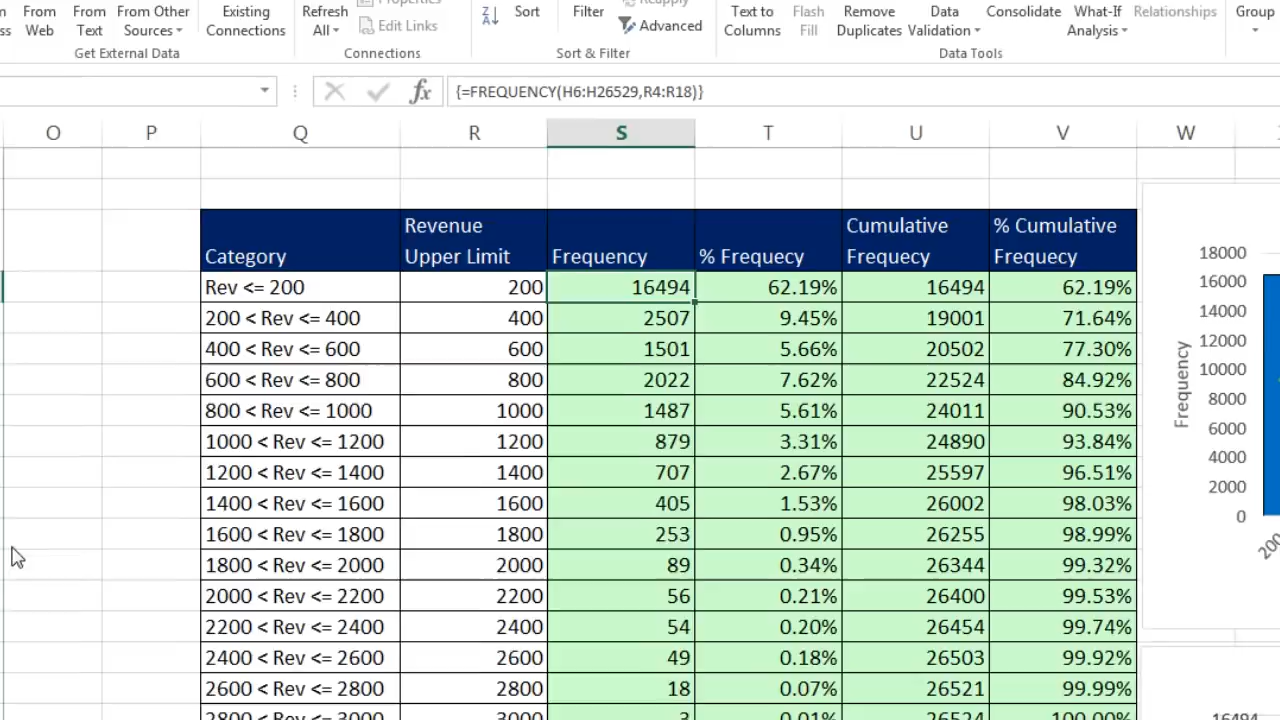 Properties
Reapply
From
From
From Other
Existing
Refresh
Sort
Filter
Text to
Flash
Remove
Data
Consolidate
What-If
Relationships
Group
ss
Web
Text
Sources
Connections
All
Edit Links
Z A
Advanced
Columns
Fill
Duplicates
Validation
Analysis
Get External Data
Connections
Sort & Filter
Data Tools
fx
{=FREQUENCY(H6:H26529,R4:R18)}
O P Q R S T U V W
Revenue Cumulative % Cumulative
Category Upper Limit Frequency % Frequecy Frequecy Frequecy
Rev <= 200 200 16494 62.19% 16494 62.19%
200 < Rev <= 400 400 2507 9.45% 19001 71.64%
400 < Rev <= 600 600 1501 5.66% 20502 77.30%
600 < Rev <= 800 800 2022 7.62% 22524 84.92%
800 < Rev <= 1000 1000 1487 5.61% 24011 90.53%
1000 < Rev <= 1200 1200 879 3.31% 24890 93.84%
1200 < Rev <= 1400 1400 707 2.67% 25597 96.51%
1400 < Rev <= 1600 1600 405 1.53% 26002 98.03%
1600 < Rev <= 1800 1800 253 0.95% 26255 98.99%
1800 < Rev <= 2000 2000 89 0.34% 26344 99.32%
2000 < Rev <= 2200 2200 56 0.21% 26400 99.53%
2200 < Rev <= 2400 2400 54 0.20% 26454 99.74%
2400 < Rev <= 2600 2600 49 0.18% 26503 99.92%
2600 < Rev <= 2800 2800 18 0.07% 26521 99.99%
2800 < Rev <= 3000 3000 3 0.01% 26524 100.00%
Frequency
18000
16000
14000
12000
10000
8000
6000
4000
2000
0
200
16494